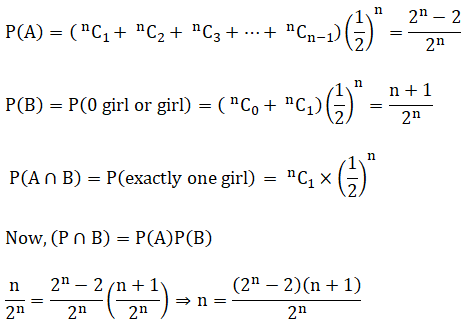 P(A) = ( ⁿC₁ + ⁿC₂ + ⁿC₃ + ⋯ + ⁿCₙ₋₁)(1/2)ⁿ = (2ⁿ − 2)/2ⁿ
P(B) = P(0 girl or girl) = ( ⁿC₀ + ⁿC₁)(1/2)ⁿ = (n + 1)/2ⁿ
P(A ∩ B) = P(exactly one girl) = ⁿC₁ × (1/2)ⁿ
Now, (P ∩ B) = P(A)P(B)
n/2ⁿ = (2ⁿ − 2)/2ⁿ ((n + 1)/2ⁿ) ⇒ n = (2ⁿ − 2)(n + 1)/2ⁿ